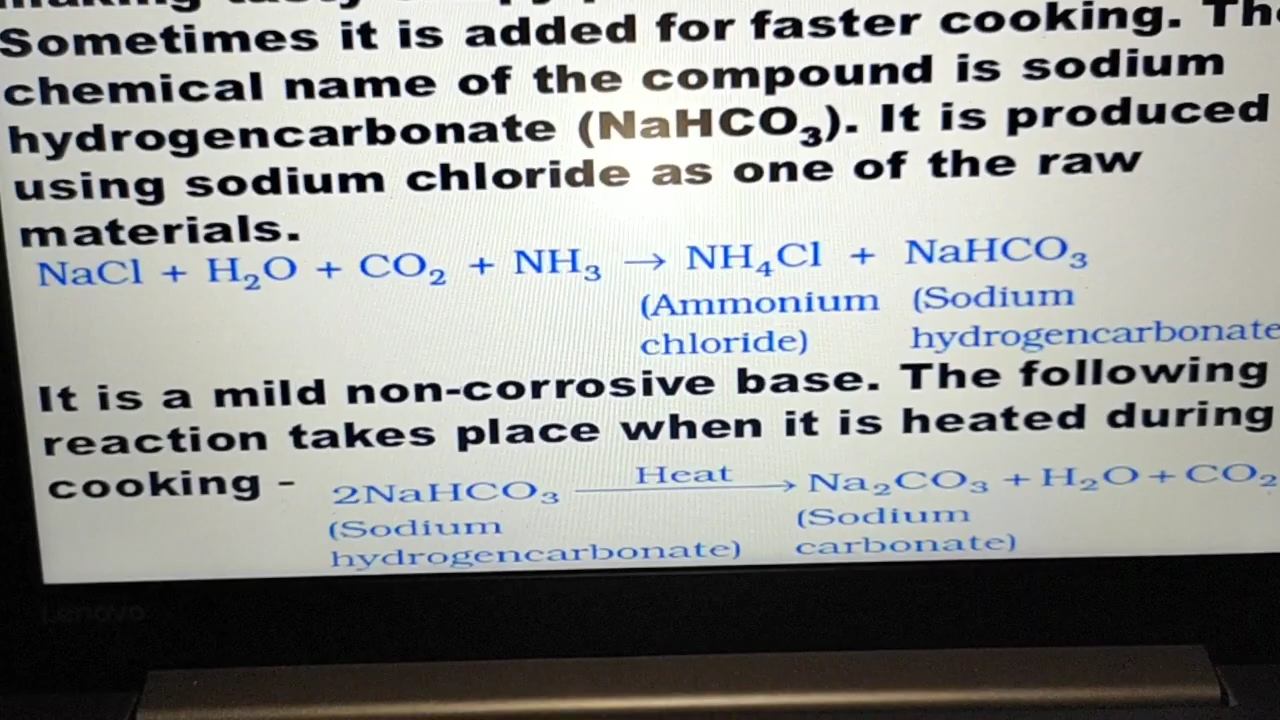 Sometimes it is added for faster cooking. The
chemical name of the compound is sodium
hydrogencarbonate (NaHCO₃). It is produced
using sodium chloride as one of the raw
materials.
NaCl + H₂O + CO₂ + NH₃ → NH₄Cl + NaHCO₃
(Ammonium (Sodium
chloride) hydrogencarbonate
It is a mild non-corrosive base. The following
reaction takes place when it is heated during
cooking -
2NaHCO₃ Heat → Na₂CO₃ + H₂O + CO₂
(Sodium (Sodium
hydrogencarbonate) carbonate)
Lenovo